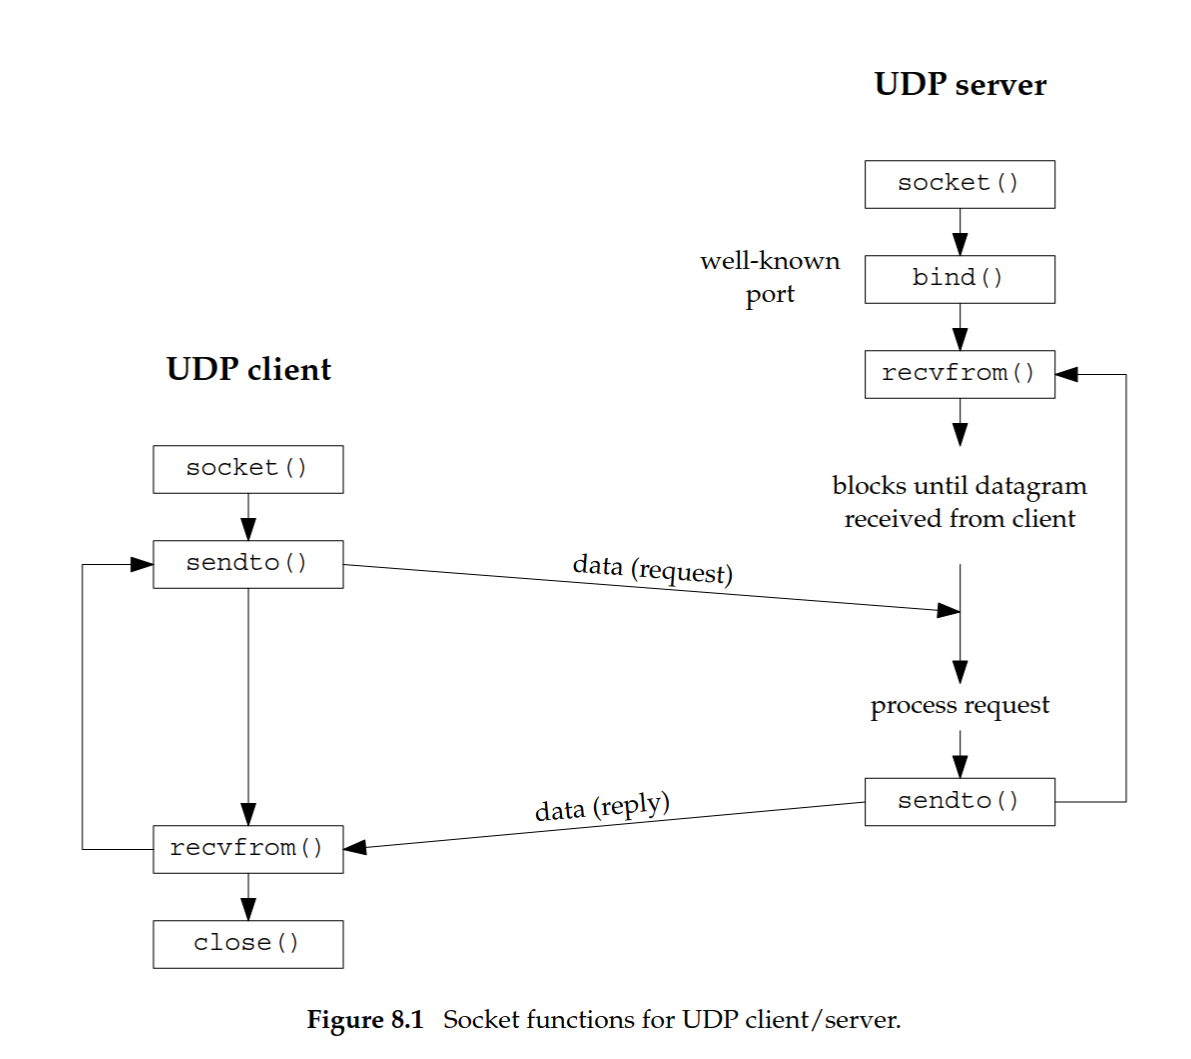 UDP server
socket()
well-known
port
bind()
recvfrom()
UDP client
socket()
blocks until datagram
received from client
sendto()
data (request)
process request
sendto()
data (reply)
recvfrom()
close()
Figure 8.1 Socket functions for UDP client/server.